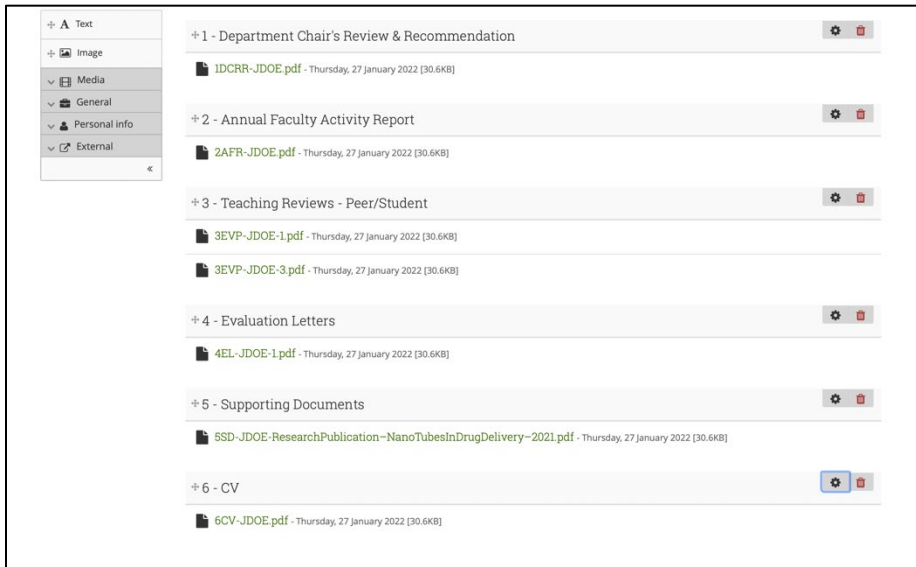 A Text
Image
Media
General
Personal info
External
«
1 - Department Chair's Review & Recommendation
1DCRR-JDOE.pdf - Thursday, 27 January 2022 [30.6KB]
2 - Annual Faculty Activity Report
2AFR-JDOE.pdf - Thursday, 27 January 2022 [30.6KB]
3 - Teaching Reviews - Peer/Student
3EVP-JDOE-1.pdf - Thursday, 27 January 2022 [30.6KB]
3EVP-JDOE-3.pdf - Thursday, 27 January 2022 [30.6KB]
4 - Evaluation Letters
4EL-JDOE-1.pdf - Thursday, 27 January 2022 [30.6KB]
5 - Supporting Documents
5SD-JDOE-ResearchPublication–NanoTubesInDrugDelivery–2021.pdf - Thursday, 27 January 2022 [30.6KB]
6 - CV
6CV-JDOE.pdf - Thursday, 27 January 2022 [30.6KB]